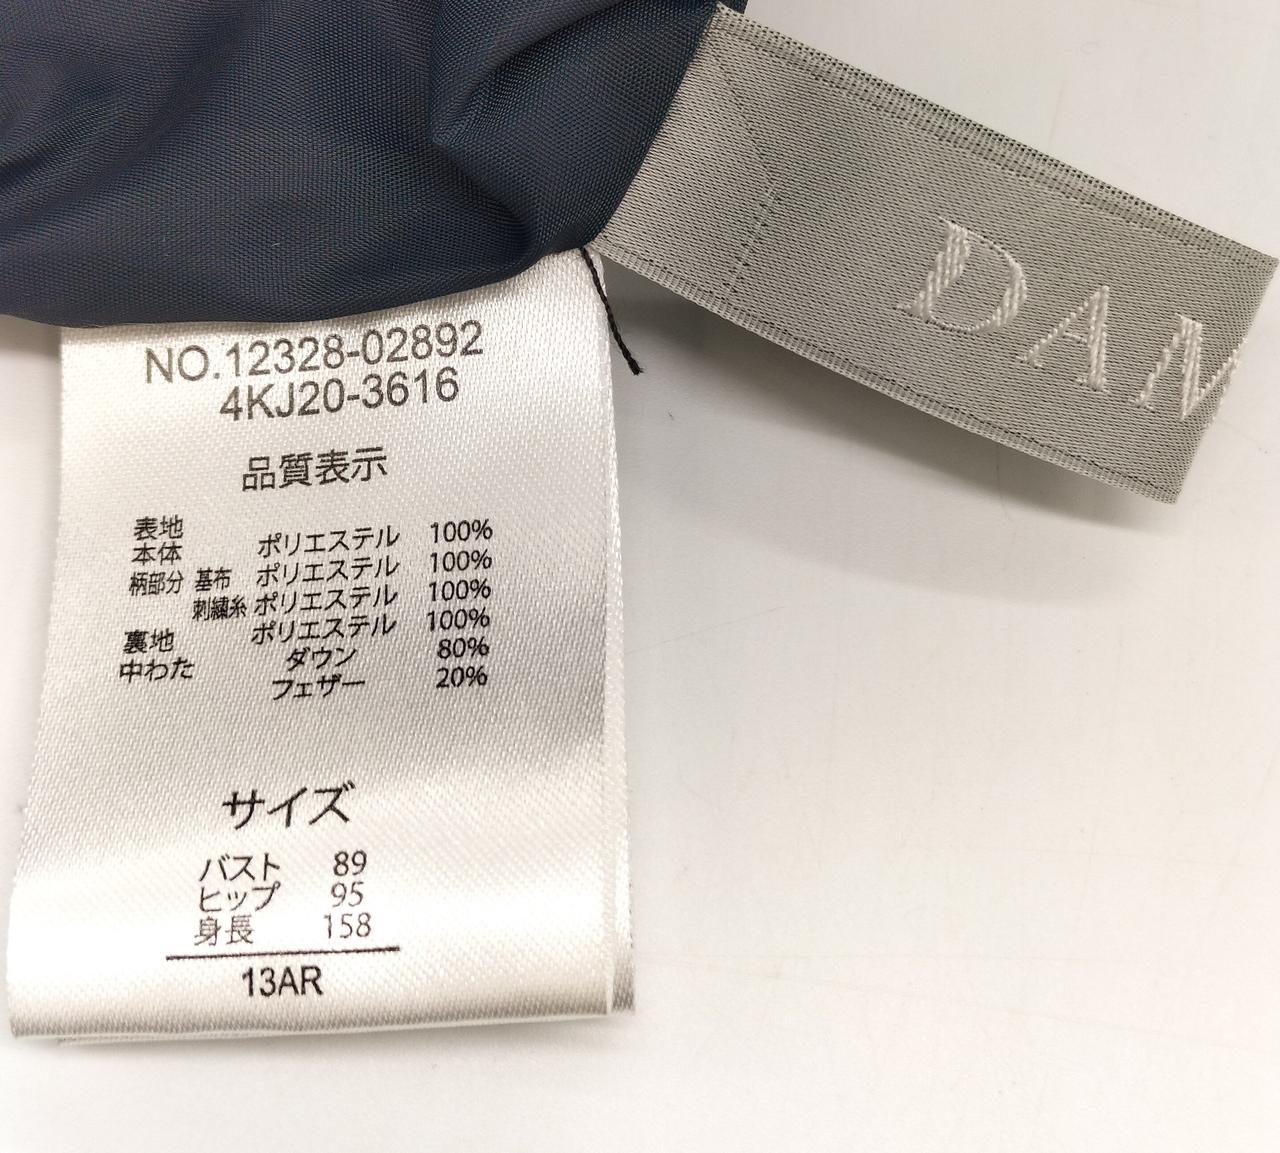 NO.12328-02892
4KJ20-3616
品質表示
表地
本体 ポリエステル 100%
柄部分 基布 ポリエステル 100%
刺繍糸 ポリエステル 100%
裏地 ポリエステル 100%
中わた ダウン 80%
フェザー 20%
サイズ
バスト 89
ヒップ 95
身長 158
13AR
DAM